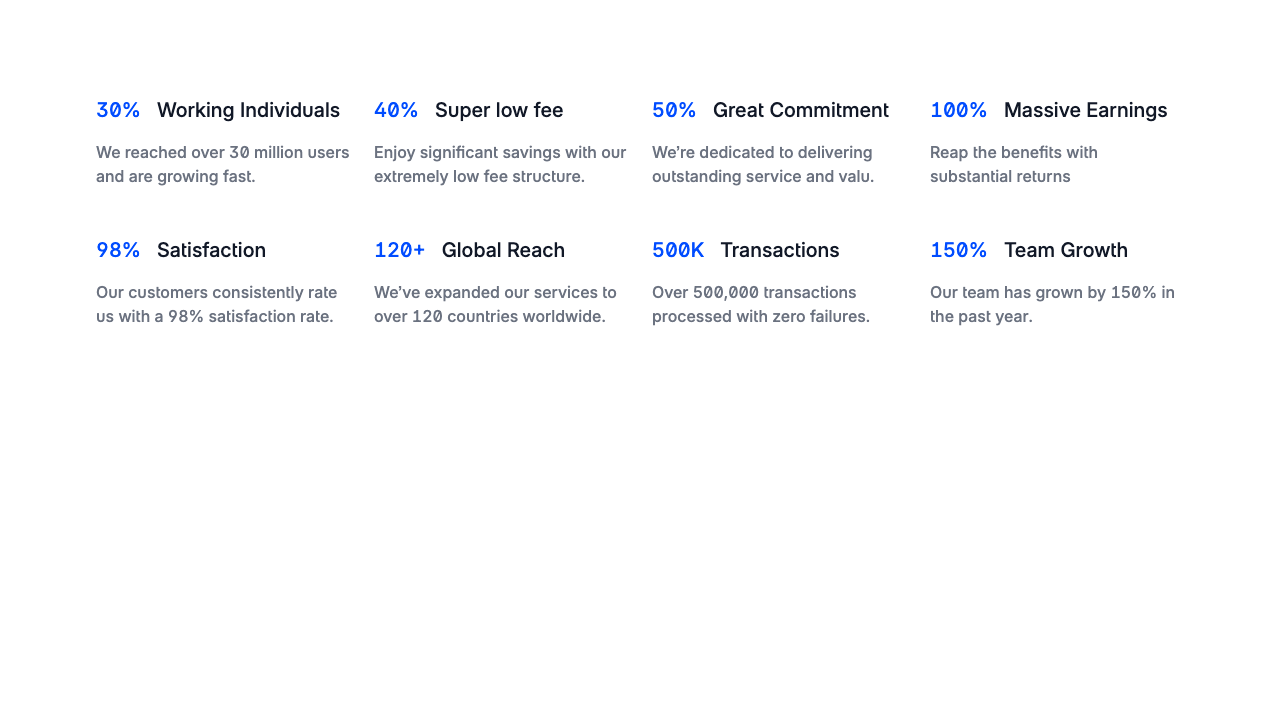 30% Working Individuals
We reached over 30 million users
and are growing fast.
40% Super low fee
Enjoy significant savings with our
extremely low fee structure.
50% Great Commitment
We’re dedicated to delivering
outstanding service and valu.
100% Massive Earnings
Reap the benefits with
substantial returns
98% Satisfaction
Our customers consistently rate
us with a 98% satisfaction rate.
120+ Global Reach
We’ve expanded our services to
over 120 countries worldwide.
500K Transactions
Over 500,000 transactions
processed with zero failures.
150% Team Growth
Our team has grown by 150% in
the past year.